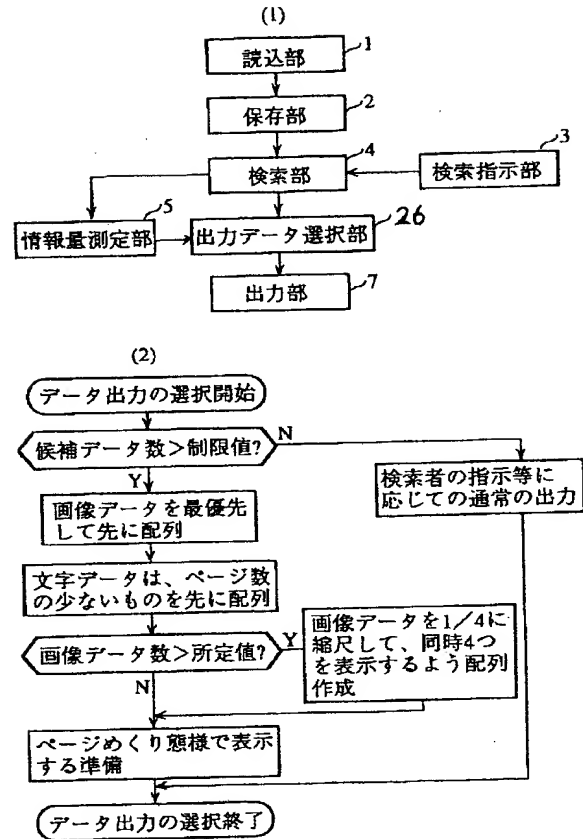 (1)
読込部
1
保存部
2
検索部
4
検索指示部
3
情報量測定部
5
出力データ選択部
26
出力部
7
(2)
データ出力の選択開始
候補データ数>制限値?
N
Y
検索者の指示等に
応じての通常の出力
画像データを最優先
して先に配列
文字データは、ページ数
の少ないものを先に配列
画像データ数>所定値?
Y
N
画像データを1/4に
縮尺して、同時4つ
を表示するよう配列
作成
ページめくり態様で表示
する準備
データ出力の選択終了